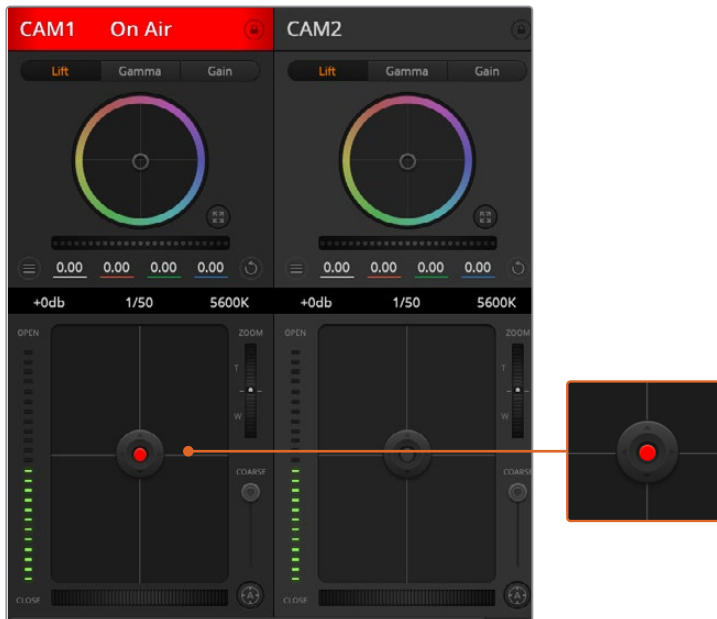 CAM1 On Air
Lift Gamma Gain
0.00 0.00 0.00 0.00
+0db 1/50 5600K
OPEN ZOOM
T
W
COARSE
A
CLOSE
CAM2
Lift Gamma Gain
0.00 0.00 0.00 0.00
+0db 1/50 5600K
OPEN ZOOM
T
W
COARSE
A
CLOSE